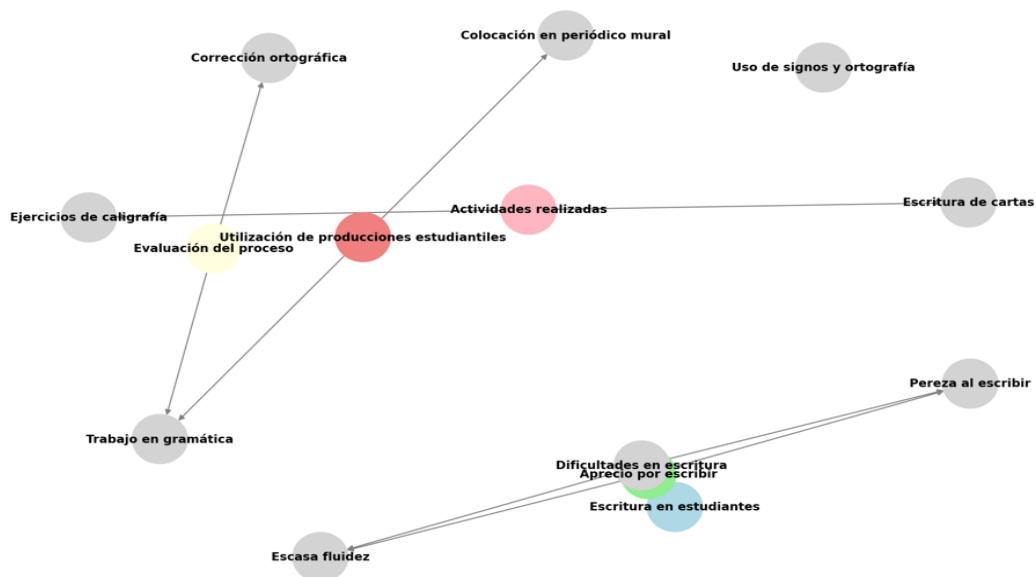 Colocación en periódico mural
Corrección ortográfica
Uso de signos y ortografía
Escritura de cartas
Actividades realizadas
Ejercicios de caligrafía
Utilización de producciones estudiantiles
Evaluación del proceso
Pereza al escribir
Trabajo en gramática
Dificultades en escritura
Aprecio por escribir
Escritura en estudiantes
Escasa fluidez